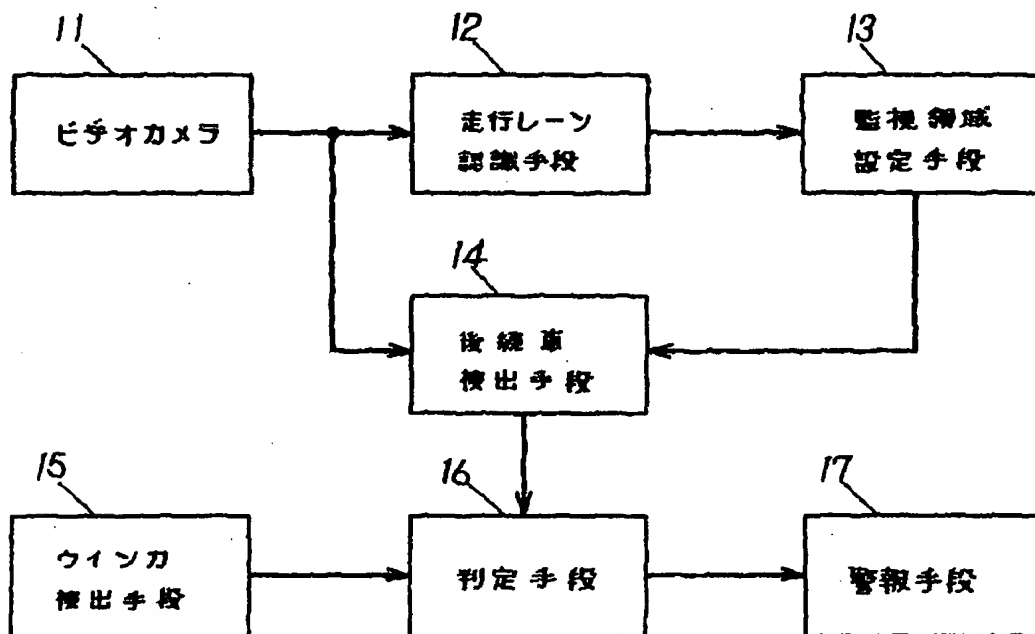 11
ビデオカメラ
12
走行レーン
認識手段
13
監視領域
設定手段
14
後続車
検出手段
15
ウインカ
検出手段
16
判定手段
17
警報手段